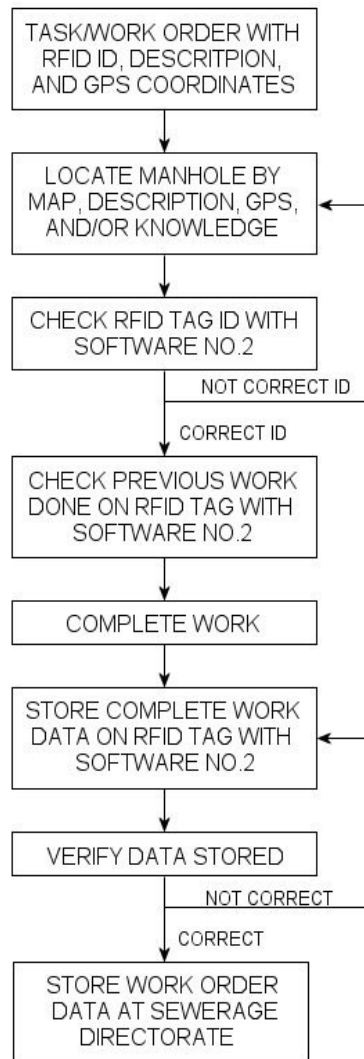 TASK/WORK ORDER WITH
RFID ID, DESCRITPION,
AND GPS COORDINATES
LOCATE MANHOLE BY
MAP, DESCRIPTION, GPS,
AND/OR KNOWLEDGE
CHECK RFID TAG ID WITH
SOFTWARE NO.2
NOT CORRECT ID
CORRECT ID
CHECK PREVIOUS WORK
DONE ON RFID TAG WITH
SOFTWARE NO.2
COMPLETE WORK
STORE COMPLETE WORK
DATA ON RFID TAG WITH
SOFTWARE NO.2
VERIFY DATA STORED
NOT CORRECT
CORRECT
STORE WORK ORDER
DATA AT SEWERAGE
DIRECTORATE